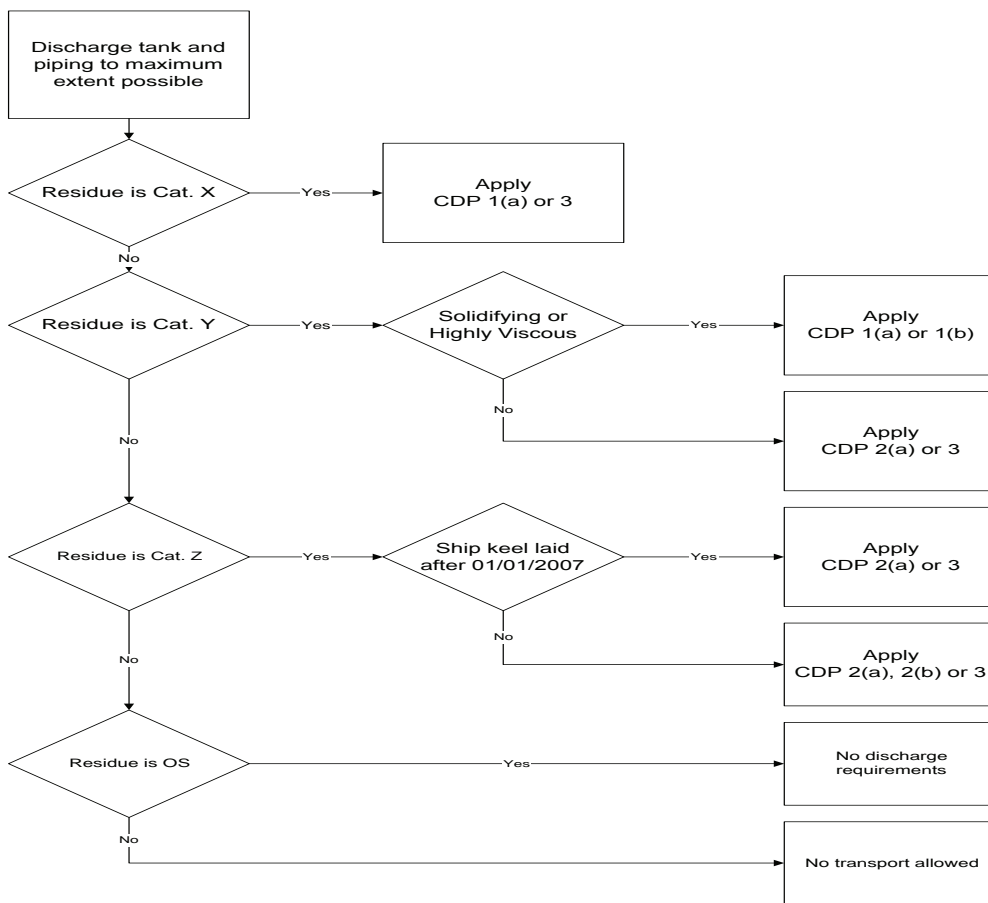 Discharge tank and
piping to maximum
extent possible
Residue is Cat. X
Yes
Apply
CDP 1(a) or 3
No
Residue is Cat. Y
Yes
Solidifying or
Highly Viscous
Yes
Apply
CDP 1(a) or 1(b)
No
Apply
CDP 2(a) or 3
No
Residue is Cat. Z
Yes
Ship keel laid
after 01/01/2007
Yes
Apply
CDP 2(a) or 3
No
Apply
CDP 2(a), 2(b) or 3
No
Residue is OS
Yes
No discharge
requirements
No
No transport allowed